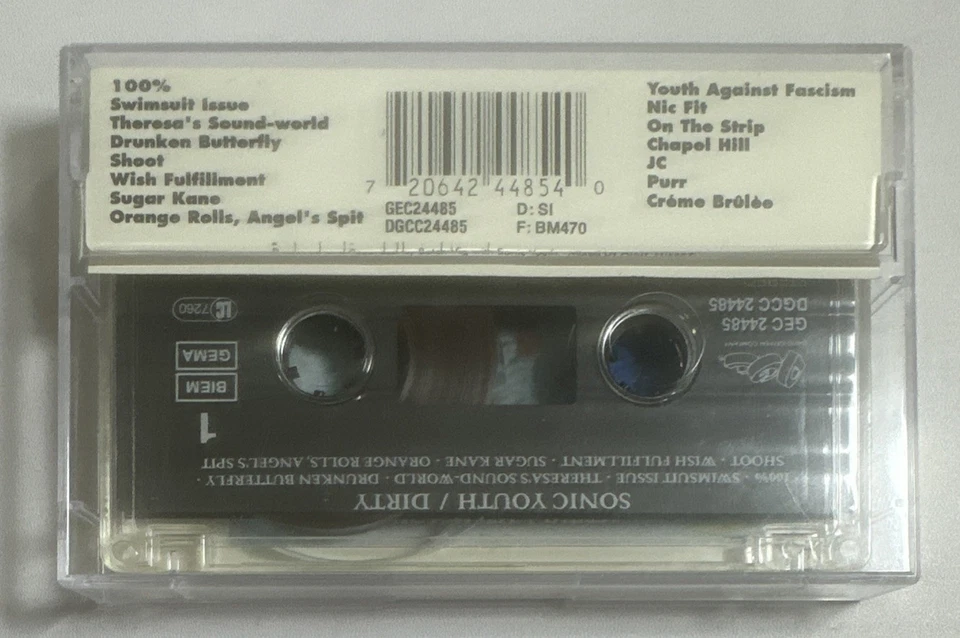 100%
Swimsuit Issue
Theresa's Sound-world
Drunken Butterfly
Shoot
Wish Fulfillment
Sugar Kane
Orange Rolls, Angel's Spit
7 20642 44854 0
GEC24485 D: SI
DGCC24485 F: BM470
Youth Against Fascism
Nic Fit
On The Strip
Chapel Hill
JC
Purr
Créme Brûlèe
SONIC YOUTH / DIRTY
100% · SWIMSUIT ISSUE · THERESA'S SOUND-WORLD · DRUNKEN BUTTERFLY ·
SHOOT · WISH FULFILLMENT · SUGAR KANE · ORANGE ROLLS, ANGEL'S SPIT
1
BIEM
GEMA
7260
GEC 24485
DGCC 24485